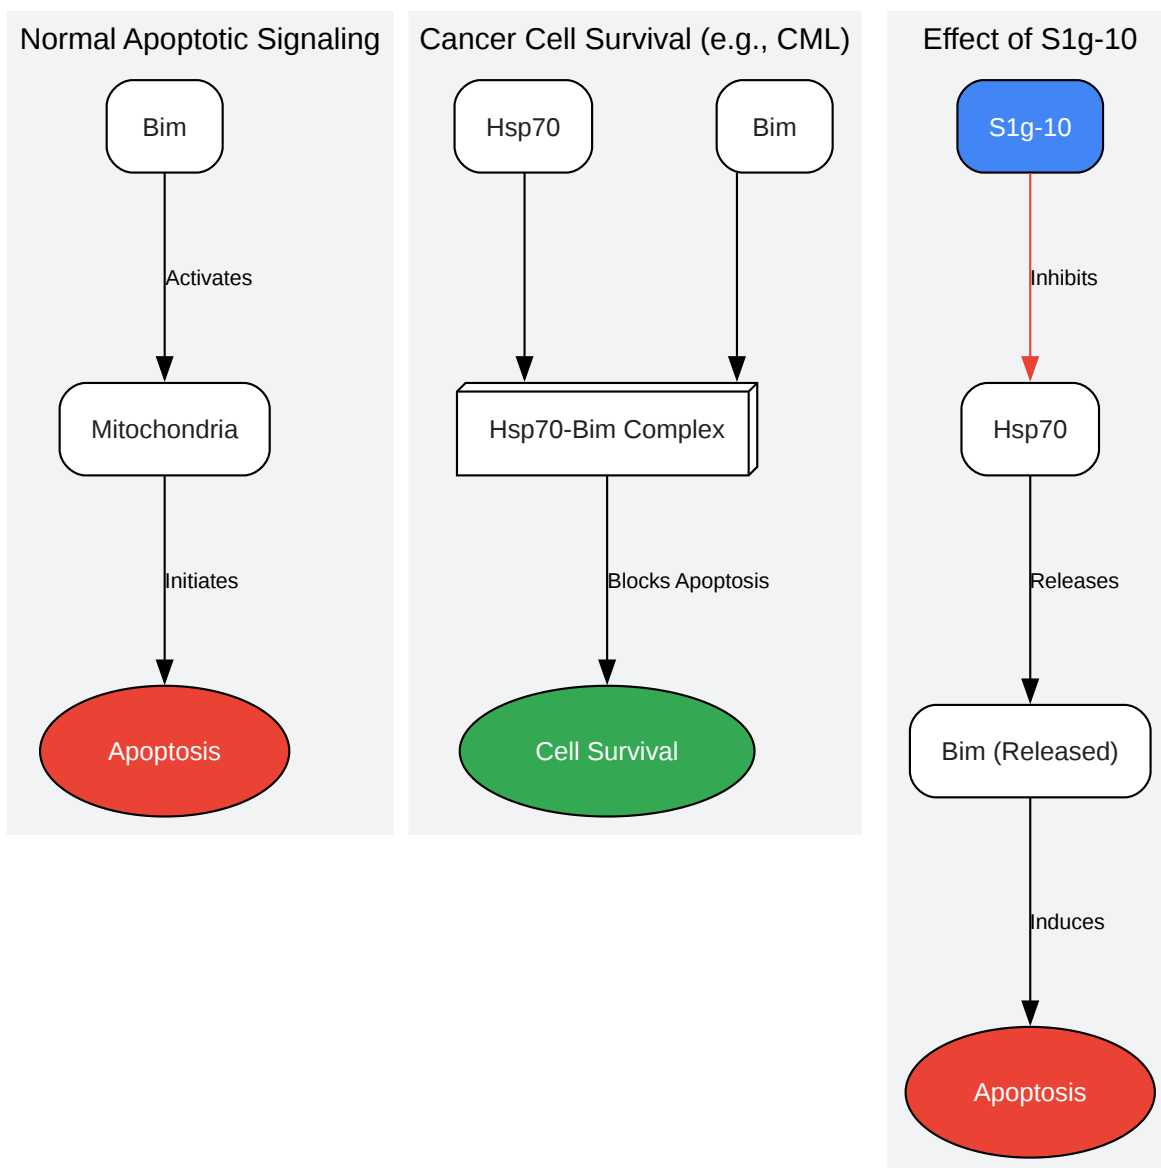 Normal Apoptotic Signaling
Bim
Activates
Mitochondria
Initiates
Apoptosis
Cancer Cell Survival (e.g., CML)
Hsp70
Bim
Hsp70-Bim Complex
Blocks Apoptosis
Cell Survival
Effect of S1g-10
S1g-10
Inhibits
Hsp70
Releases
Bim (Released)
Induces
Apoptosis